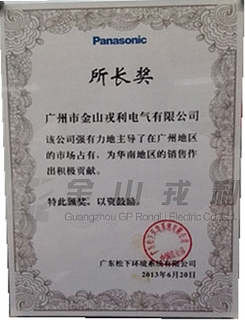 Panasonic
所长奖
广州市金山戎利电气有限公司
该公司强有力地主导了在广州地区
的市场占有，为华南地区的销售作
出积极贡献。
金山戎利
特此颁奖，以资鼓励。
Guangzhou GP Rongli Electric Co
广东松下环境系统有限公司
2013年6月20日